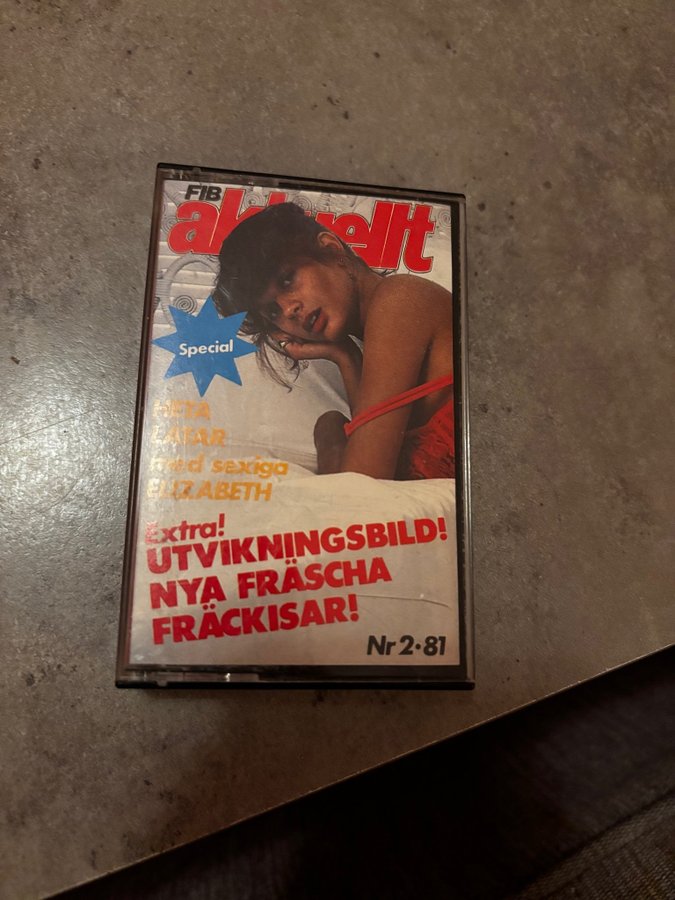 FIB
aktuellt
Special
HETA
LÅTAR
med sexiga
ELIZABETH
Extra!
UTVIKNINGSBILD!
NYA FRÄSCHA
FRÄCKISAR!
Nr 2·81